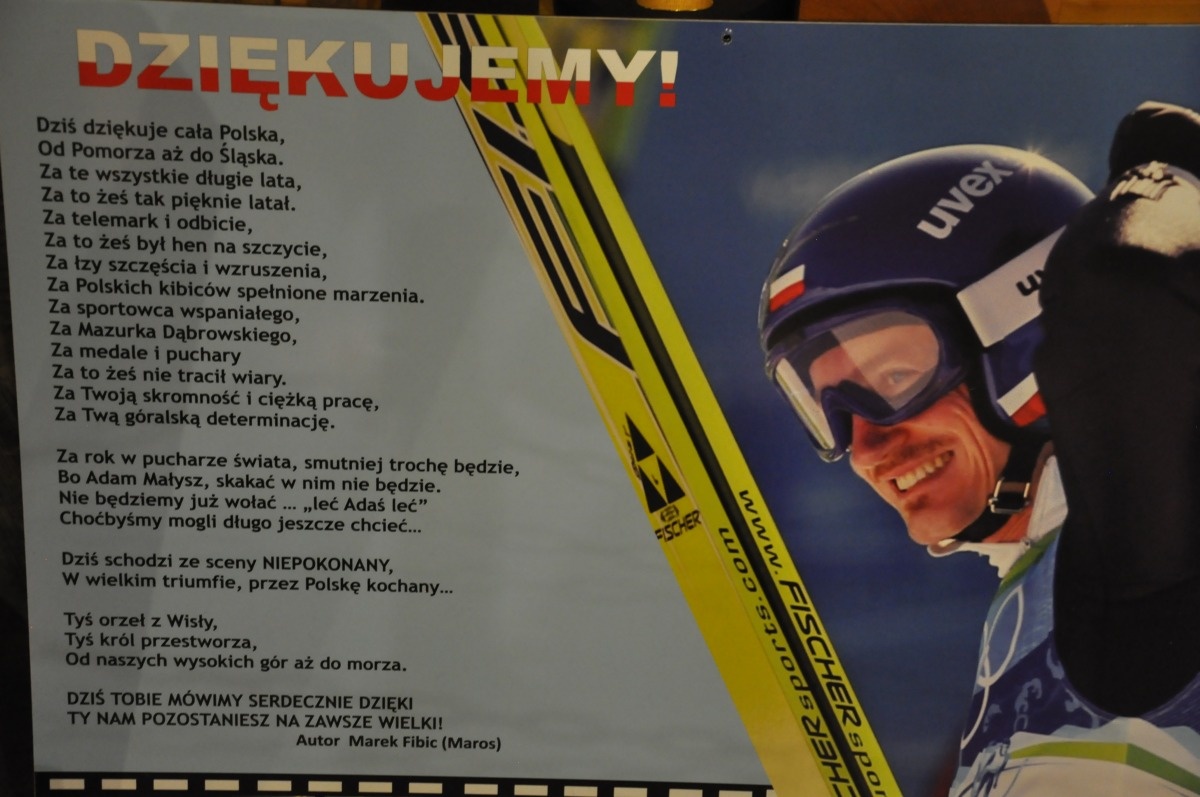 DZIĘKUJEMY!
Dziś dziękuje cała Polska,
Od Pomorza aż do Śląska.
Za te wszystkie długie lata,
Za to żeś tak pięknie latał.
Za telemark i odbicie,
Za to żeś był hen na szczycie,
Za łzy szczęścia i wzruszenia,
Za Polskich kibiców spełnione marzenia.
Za sportowca wspaniałego,
Za Mazurka Dąbrowskiego,
Za medale i puchary
Za to żeś nie tracił wiary.
Za Twoją skromność i ciężką pracę,
Za Twą góralską determinację.
Za rok w pucharze świata, smutniej trochę będzie,
Bo Adam Małysz, skakać w nim nie będzie.
Nie będziemy już wołać ... „leć Adaś leć”
Choćbyśmy mogli długo jeszcze chcieć...
Dziś schodzi ze sceny NIEPOKONANY,
W wielkim triumfie, przez Polskę kochany...
Tyś orzeł z Wisły,
Tyś król przestworza,
Od naszych wysokich gór aż do morza.
DZIŚ TOBIE MÓWIMY SERDECZNIE DZIĘKI
TY NAM POZOSTANIESZ NA ZAWSZE WIELKI!
Autor Marek Fibic (Maros)
uvex
FISCHER
www.FISCHERspor
sports.com